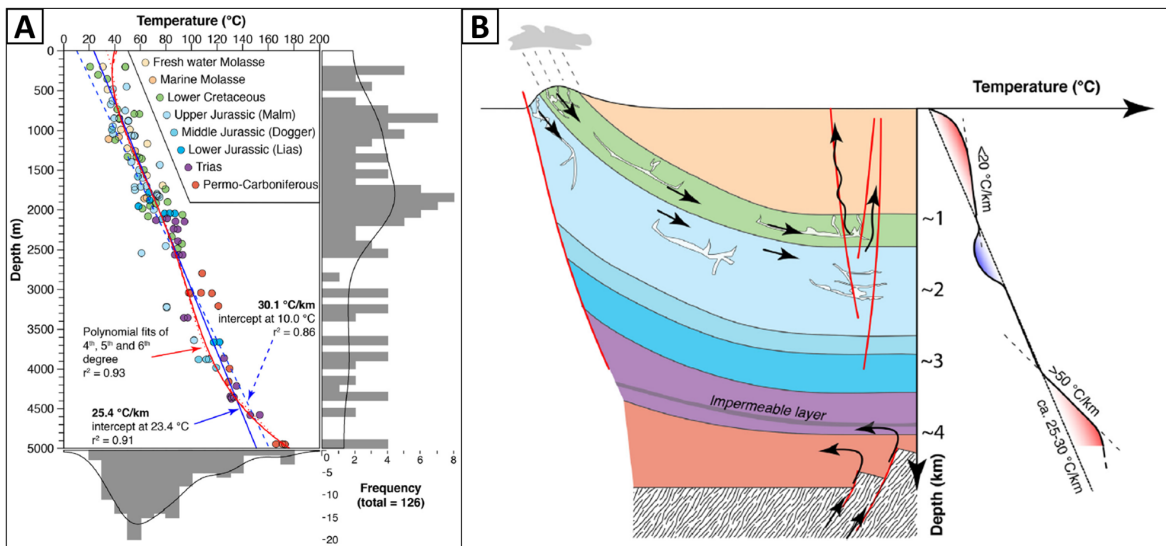 A
Temperature (°C)
0 20 40 60 80 100 120 140 160 180 200
Fresh water Molasse
Marine Molasse
Lower Cretaceous
Upper Jurassic (Malm)
Middle Jurassic (Dogger)
Lower Jurassic (Lias)
Trias
Permo-Carboniferous
Depth (m)
0
500
1000
1500
2000
2500
3000
3500
4000
4500
5000
30.1 °C/km
intercept at 10.0 °C
r² = 0.86
Polynomial fits of
4th, 5th and 6th
degree
r² = 0.93
25.4 °C/km
intercept at 23.4 °C
r² = 0.91
0 2 4 6 8
Frequency
(total = 126)
-5
-10
-15
-20
B
Temperature (°C)
<20 °C/km
~1
~2
~3
~4
Impermeable layer
>50 °C/km
ca. 25-30 °C/km
Depth (km)